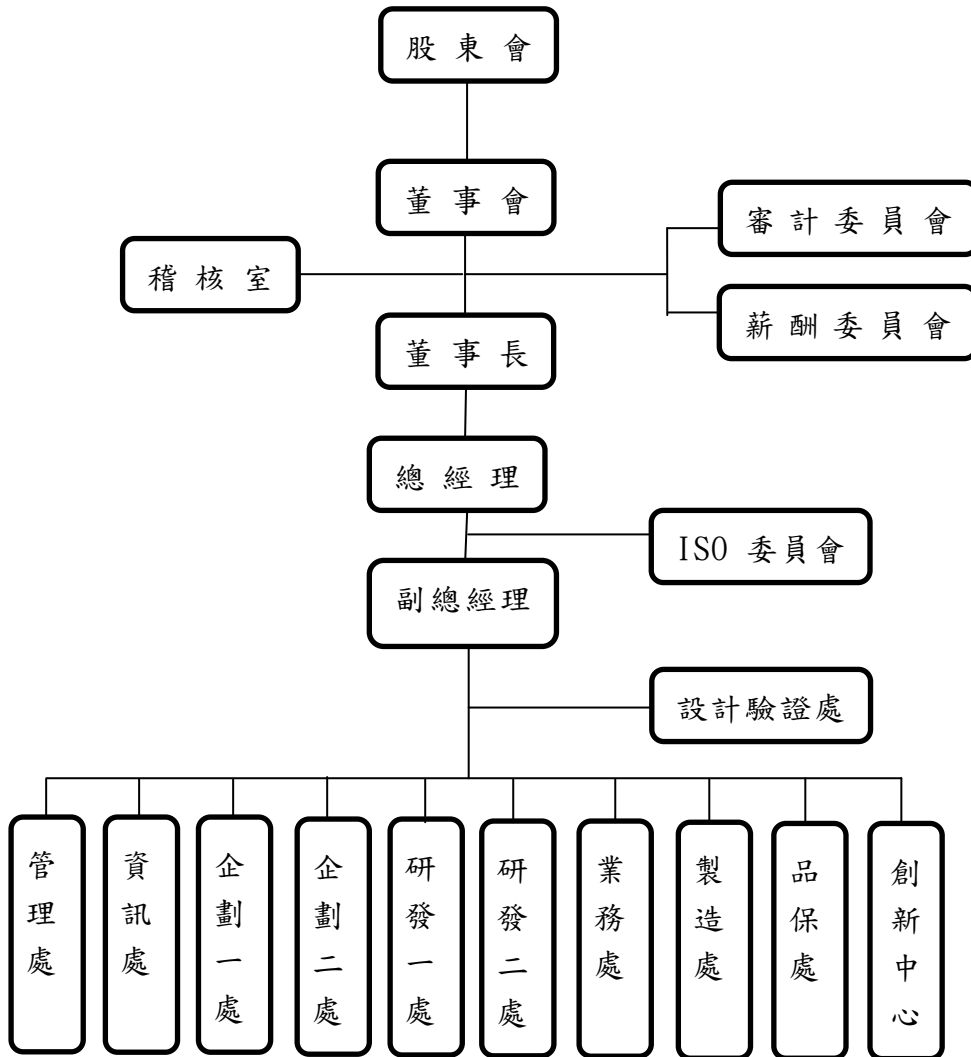 股東會
董事會
審計委員會
稽核室
薪酬委員會
董事長
總經理
ISO 委員會
副總經理
設計驗證處
管理處
資訊處
企劃一處
企劃二處
研發一處
研發二處
業務處
製造處
品保處
創新中心